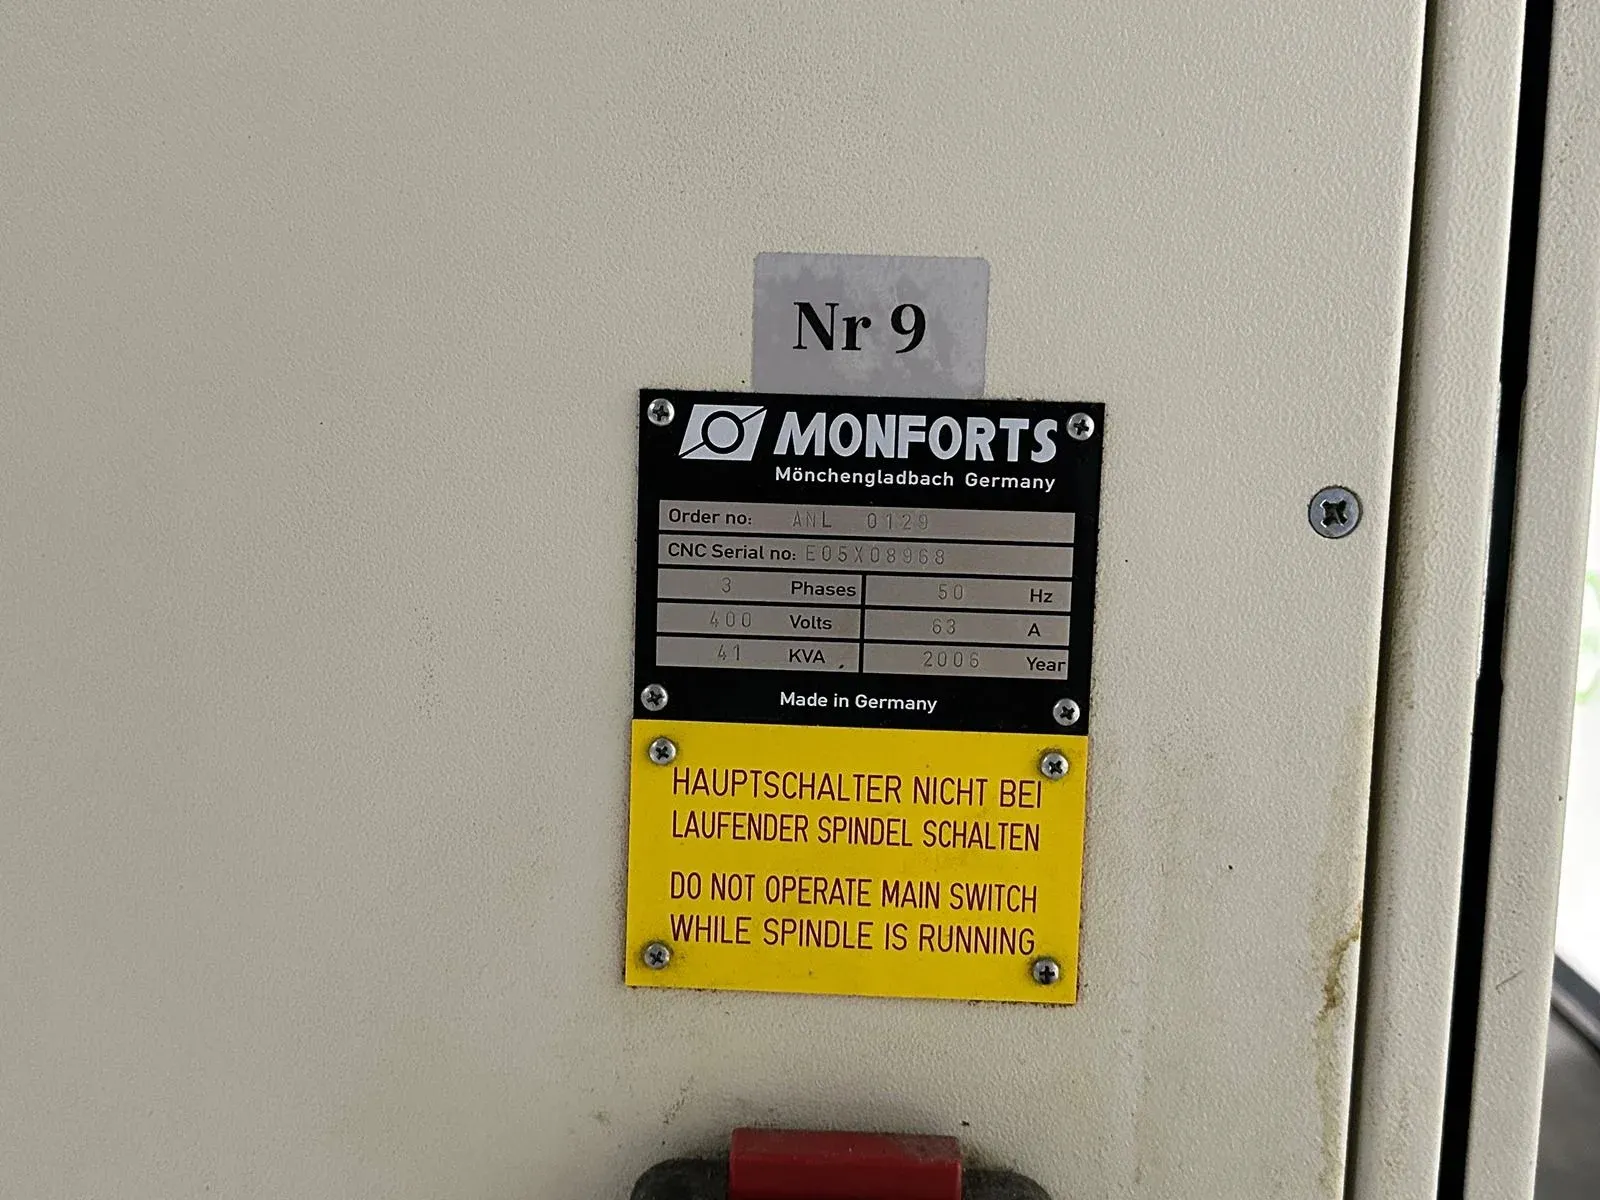 Nr 9
MONFORTS
Mönchengladbach Germany
Order no: ANL 0129
CNC Serial no: E05X08968
3 Phases 50 Hz
400 Volts 63 A
41 KVA 2006 Year
Made in Germany
HAUPTSCHALTER NICHT BEI
LAUFENDER SPINDEL SCHALTEN
DO NOT OPERATE MAIN SWITCH
WHILE SPINDLE IS RUNNING